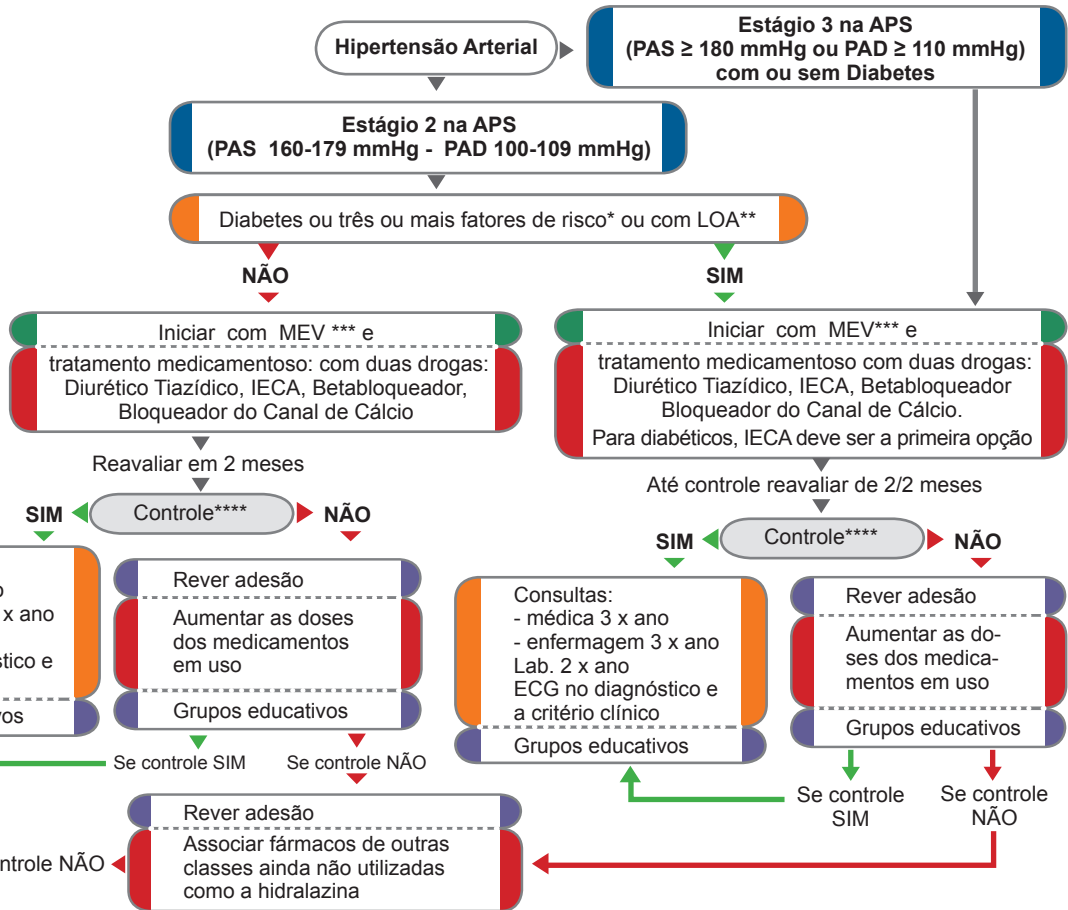 Hipertensão Arterial
Estágio 3 na APS
(PAS ≥ 180 mmHg ou PAD ≥ 110 mmHg)
com ou sem Diabetes
Estágio 2 na APS
(PAS 160-179 mmHg - PAD 100-109 mmHg)
Diabetes ou três ou mais fatores de risco* ou com LOA**
NÃO
SIM
Iniciar com MEV *** e
tratamento medicamentoso: com duas drogas:
Diurético Tiazídico, IECA, Betabloqueador,
Bloqueador do Canal de Cálcio
Reavaliar em 2 meses
SIM
Controle****
NÃO
x ano
e
Rever adesão
Aumentar as doses
dos medicamentos
em uso
Grupos educativos
Se controle SIM
Se controle NÃO
Iniciar com MEV*** e
tratamento medicamentoso com duas drogas:
Diurético Tiazídico, IECA, Betabloqueador
Bloqueador do Canal de Cálcio.
Para diabéticos, IECA deve ser a primeira opção
Até controle reavaliar de 2/2 meses
SIM
Controle****
NÃO
Consultas:
- médica 3 x ano
- enfermagem 3 x ano
Lab. 2 x ano
ECG no diagnóstico e
a critério clínico
Grupos educativos
Rever adesão
Aumentar as do-
ses dos medica-
mentos em uso
Grupos educativos
Se controle
SIM
Se controle
NÃO
Rever adesão
Associar fármacos de outras
classes ainda não utilizadas
como a hidralazina
NÃO